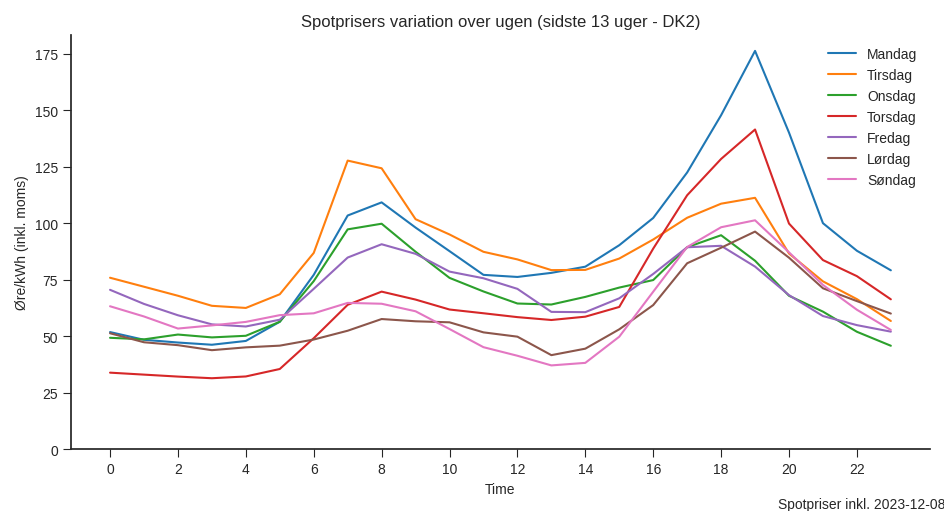 Spotprisers variation over ugen (sidste 13 uger - DK2)
Øre/kWh (inkl. moms)
175
150
125
100
75
50
25
0
0 2 4 6 8 10 12 14 16 18 20 22
Time
Mandag
Tirsdag
Onsdag
Torsdag
Fredag
Lørdag
Søndag
Spotpriser inkl. 2023-12-08